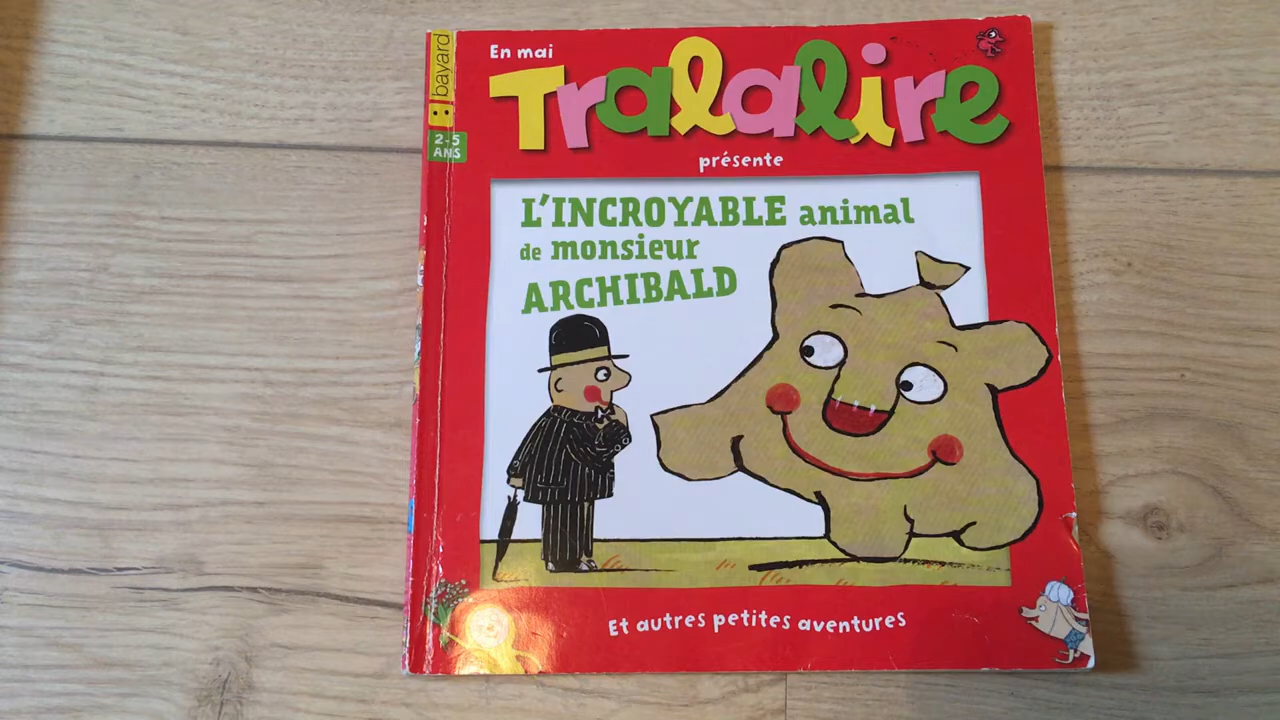 En mai
Tralalire
présente
:bayard
2-5
ANS
L'INCROYABLE animal
de monsieur
ARCHIBALD
Et autres petites aventures